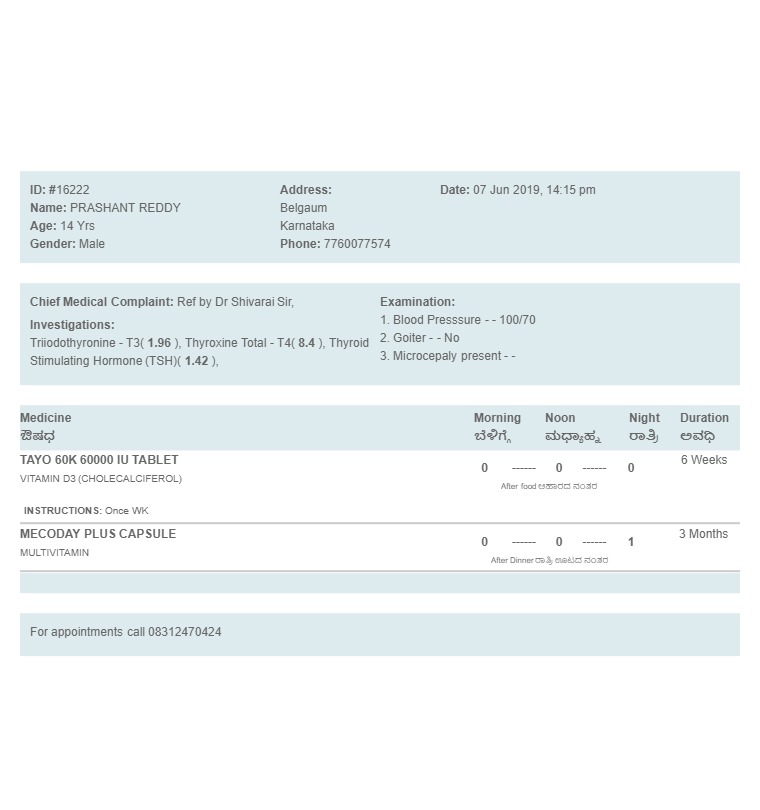 ID: #16222
Name: PRASHANT REDDY
Age: 14 Yrs
Gender: Male
Address:
Belgaum
Karnataka
Phone: 7760077574
Date: 07 Jun 2019, 14:15 pm
Chief Medical Complaint: Ref by Dr Shivarai Sir,
Investigations:
Triiodothyronine - T3( 1.96 ), Thyroxine Total - T4( 8.4 ), Thyroid
Stimulating Hormone (TSH)( 1.42 ),
Examination:
1. Blood Presssure - - 100/70
2. Goiter - - No
3. Microcepaly present - -
Medicine Morning Noon Night Duration
ಔಷಧ ಬೆಳಿಗ್ಗೆ ಮಧ್ಯಾಹ್ನ ರಾತ್ರಿ ಅವಧಿ
TAYO 60K 60000 IU TABLET 0 ------ 0 ------ 0 6 Weeks
VITAMIN D3 (CHOLECALCIFEROL) After food ಆಹಾರದ ನಂತರ
INSTRUCTIONS: Once WK
MECODAY PLUS CAPSULE 0 ------ 0 ------ 1 3 Months
MULTIVITAMIN After Dinner ರಾತ್ರಿ ಊಟದ ನಂತರ
For appointments call 08312470424